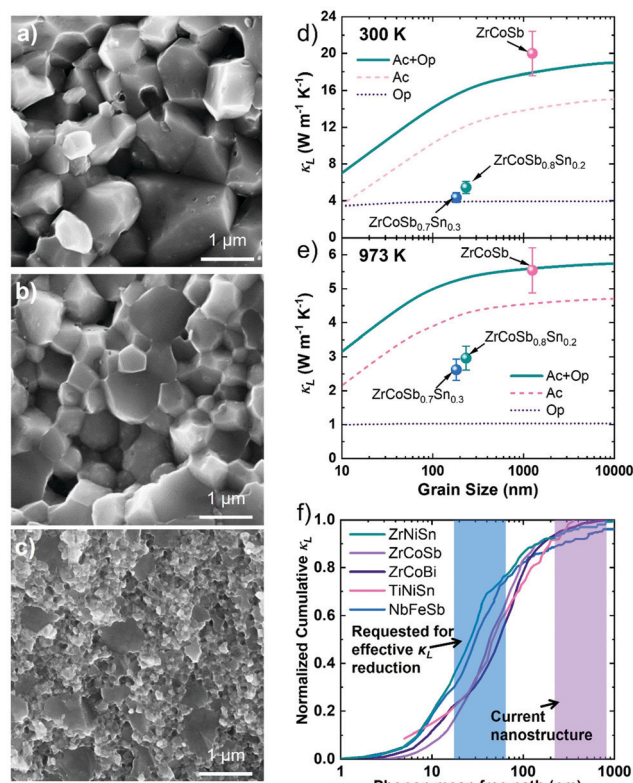 a)
1 μm
b)
1 μm
c)
1 μm
d)
300 K
ZrCoSb
Ac+Op
Ac
Op
ZrCoSb0.8Sn0.2
ZrCoSb0.7Sn0.3
κL (W m-1 K-1)
20
16
12
8
4
0
e)
973 K
ZrCoSb
ZrCoSb0.8Sn0.2
ZrCoSb0.7Sn0.3
Ac+Op
Ac
Op
κL (W m-1 K-1)
6
5
4
3
2
1
0
10
100
1000
10000
Grain Size (nm)
f)
ZrNiSn
ZrCoSb
ZrCoBi
TiNiSn
NbFeSb
Requested for
effective κL
reduction
Current
nanostructure
Normalized Cumulative κL
1.0
0.8
0.6
0.4
0.2
0.0
1
10
100
1000